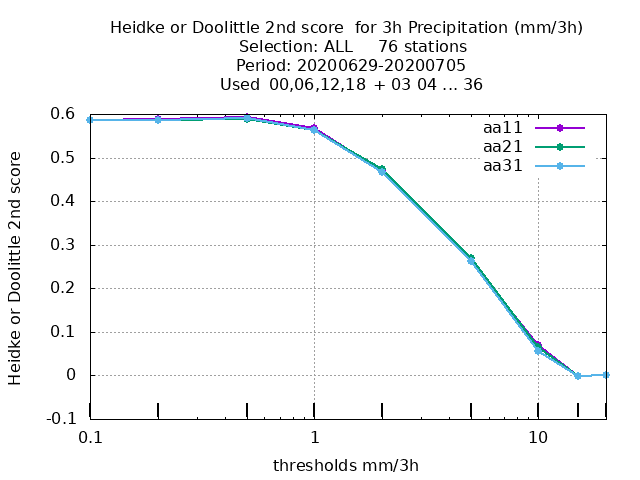 Heidke or Doolittle 2nd score  for 3h Precipitation (mm/3h)
Selection: ALL     76 stations
Period: 20200629-20200705
Used  00,06,12,18  + 03 04 ... 36
aa11
aa21
aa31
0.6
0.5
0.4
0.3
0.2
0.1
0
-0.1
Heidke or Doolittle 2nd score
0.1 1 10
thresholds mm/3h